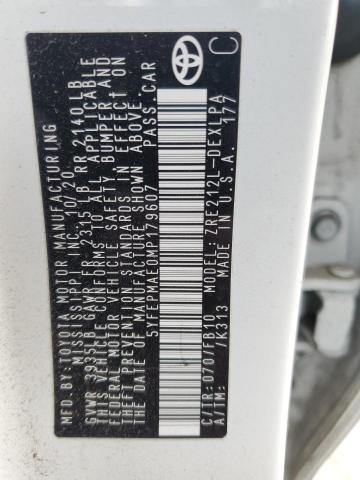 MFD. BY: TOYOTA MOTOR MANUFACTURING
MISSISSIPPI, INC. 10/20
GVWR 3935LB GAWR FR 2315LB RR 2140LB
THIS VEHICLE CONFORMS TO ALL APPLICABLE
FEDERAL MOTOR VEHICLE SAFETY, BUMPER AND
THEFT PREVENTION STANDARDS IN EFFECT ON
THE DATE OF MANUFACTURE SHOWN ABOVE.
5YFEPMAE0MP179607 PASS. CAR
C
C/TR: 070/FB10 MODEL: ZRE212L-DEXLPA
A/TM: /K313 U.S.A. 177